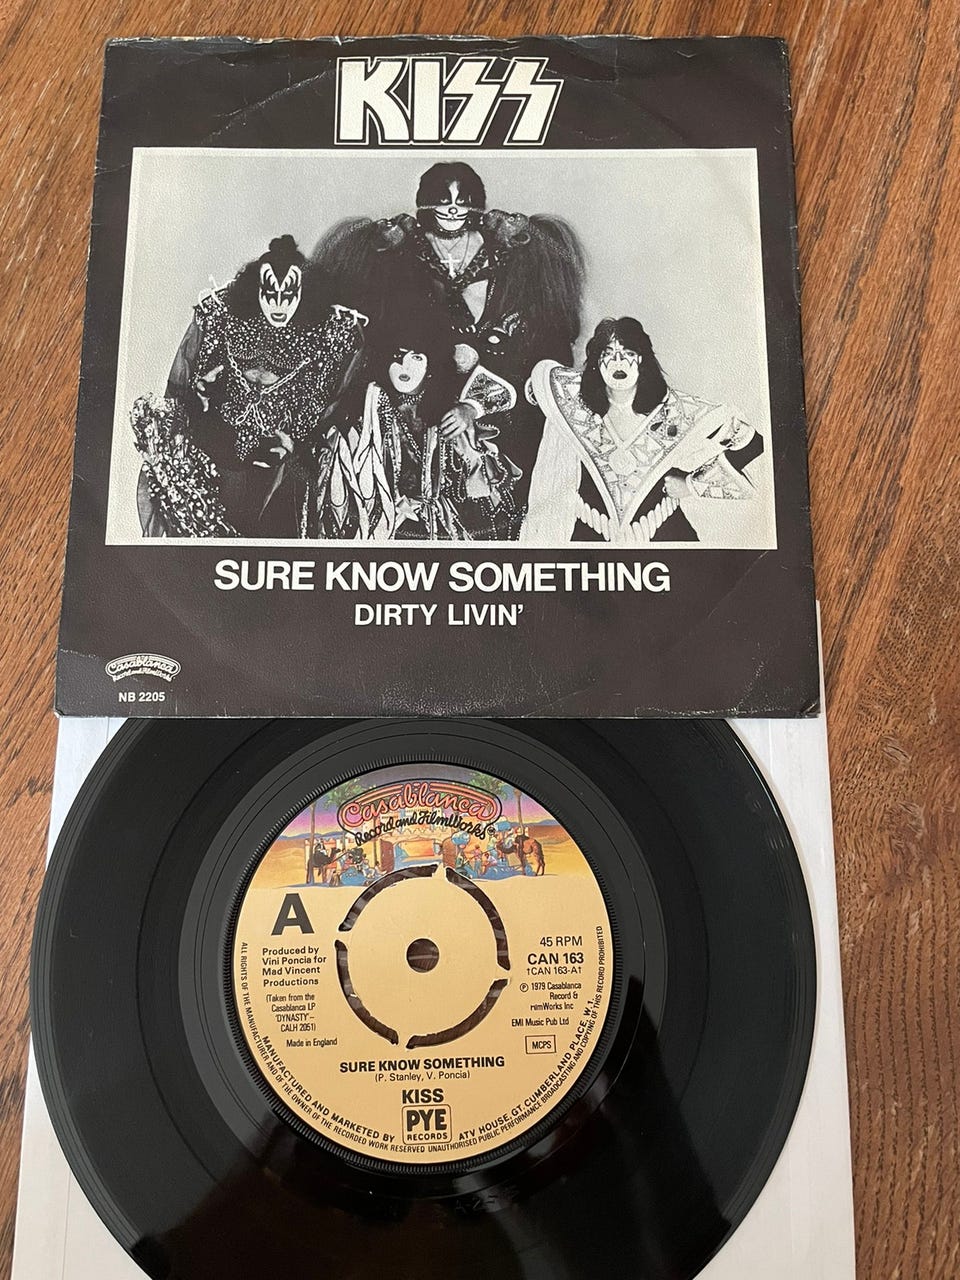 KISS
SURE KNOW SOMETHING
DIRTY LIVIN'
Casablanca
Record and FilmWorks
NB 2205
Casablanca
Record and FilmWorks
A
Produced by
Vini Poncia for
Mad Vincent
Productions
(Taken from the
Casablanca LP
'DYNASTY'–
CALH 2051)
Made in England
45 RPM
CAN 163
†CAN 163-A†
℗ 1979 Casablanca
Record &
FilmWorks Inc
EMI Music Pub Ltd
MCPS
SURE KNOW SOMETHING
(P. Stanley, V. Poncia)
KISS
PYE
RECORDS
MANUFACTURED AND MARKETED BY
ATV HOUSE, GT. CUMBERLAND PLACE, W.1.
ALL RIGHTS OF THE MANUFACTURER AND OF THE OWNER OF THE RECORDED WORK RESERVED UNAUTHORISED PUBLIC PERFORMANCE BROADCASTING AND COPYING OF THIS RECORD PROHIBITED